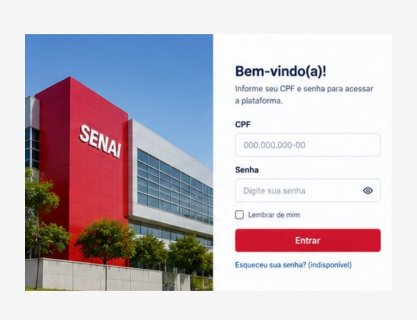 SENAI
Bem-vindo(a)!
Informe seu CPF e senha para acessar
a plataforma.
CPF
000.000.000-00
Senha
Digite sua senha
Lembrar de mim
Entrar
Esqueceu sua senha? (indisponível)